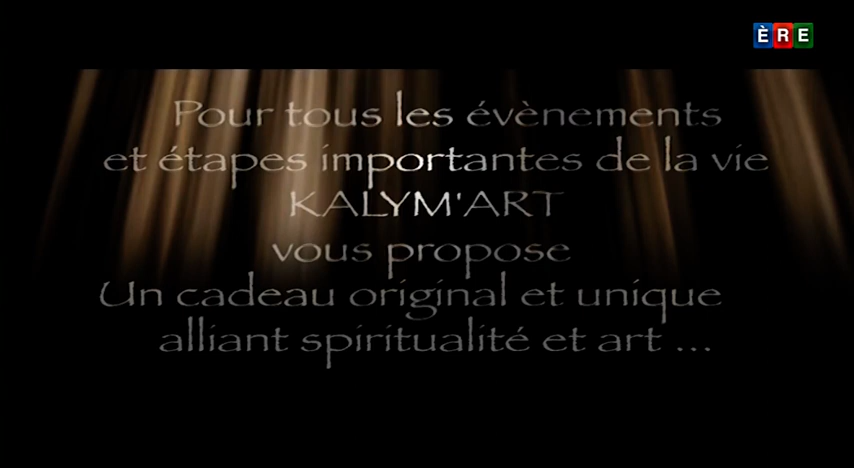 ÈRE
Pour tous les évènements
et étapes importantes de la vie
KALYM'ART
vous propose
Un cadeau original et unique
alliant spiritualité et art ...